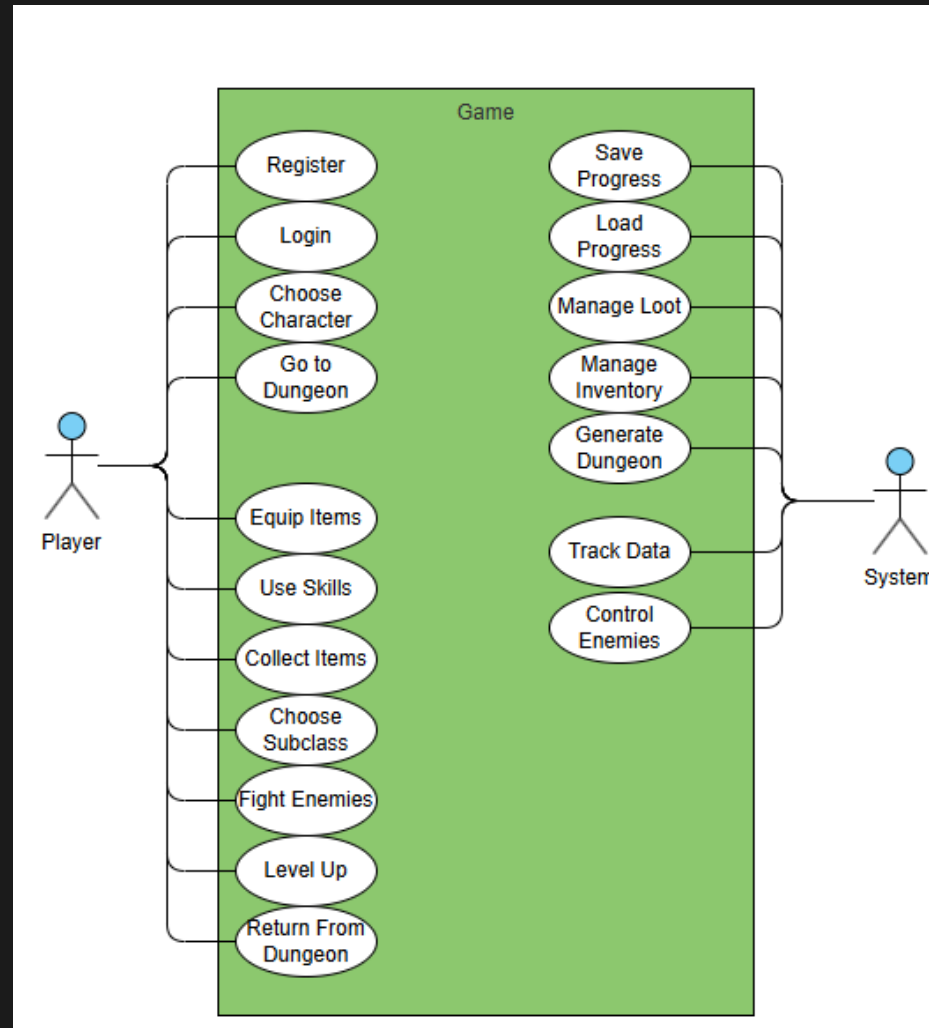 Game
Register
Login
Choose
Character
Go to
Dungeon
Equip Items
Use Skills
Collect Items
Choose
Subclass
Fight Enemies
Level Up
Return From
Dungeon
Save
Progress
Load
Progress
Manage Loot
Manage
Inventory
Generate
Dungeon
Track Data
Control
Enemies
Player
System